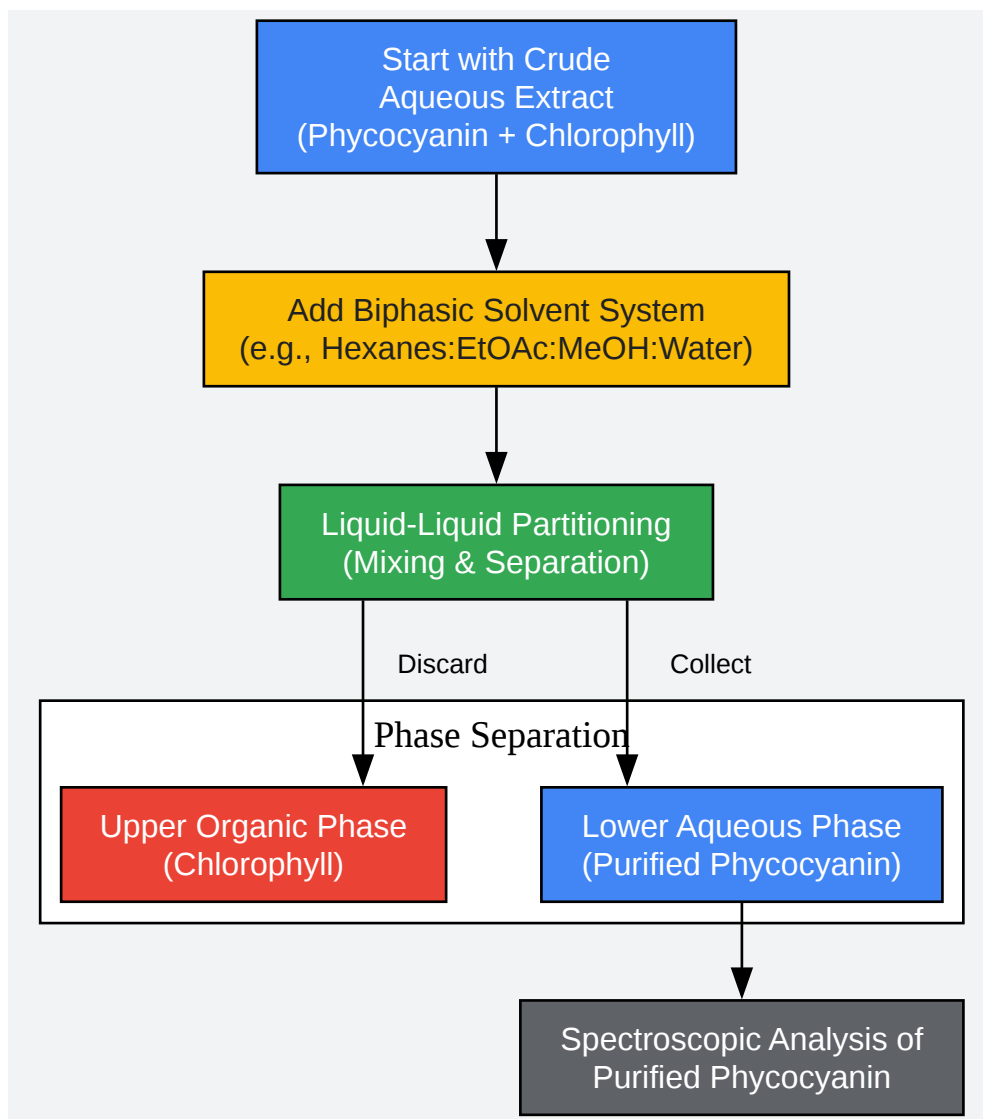 Start with Crude
Aqueous Extract
(Phycocyanin + Chlorophyll)
Add Biphasic Solvent System
(e.g., Hexanes:EtOAc:MeOH:Water)
Liquid-Liquid Partitioning
(Mixing & Separation)
Discard
Collect
Phase Separation
Upper Organic Phase
(Chlorophyll)
Lower Aqueous Phase
(Purified Phycocyanin)
Spectroscopic Analysis of
Purified Phycocyanin